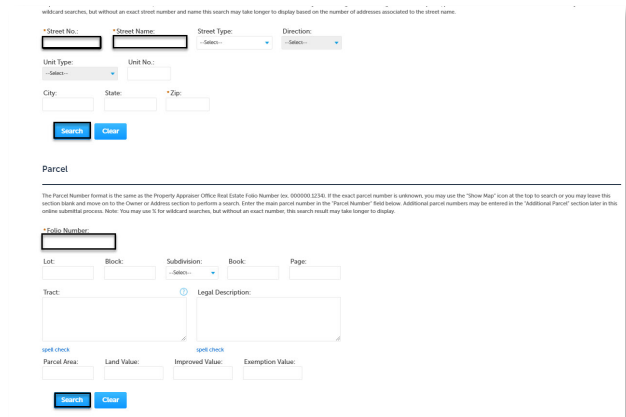 wildcard searches, but without an exact street number and name this search may take longer to display based on the number of addresses associated to the street name.
*Street No.: *Street Name: Street Type: Direction:
--Select-- --Select--
Unit Type: Unit No.:
--Select--
City: State: *Zip:
Search Clear
Parcel
The Parcel Number format is the same as the Property Appraiser Office Real Estate Folio Number (ex. 000000.1234). If the exact parcel number is unknown, you may use the "Show Map" icon at the top to search or you may leave this
section blank and move on to the Owner or Address section to perform a search. Enter the main parcel number in the "Parcel Number" field below. Additional parcel numbers may be entered in the "Additional Parcel" section later in this
online submittal process. Note: You may use % for wildcard searches, but without an exact number, this search result may take longer to display.
*Folio Number:
Lot: Block: Subdivision: Book: Page:
--Select--
Tract: Legal Description:
spell check spell check
Parcel Area: Land Value: Improved Value: Exemption Value:
Search Clear